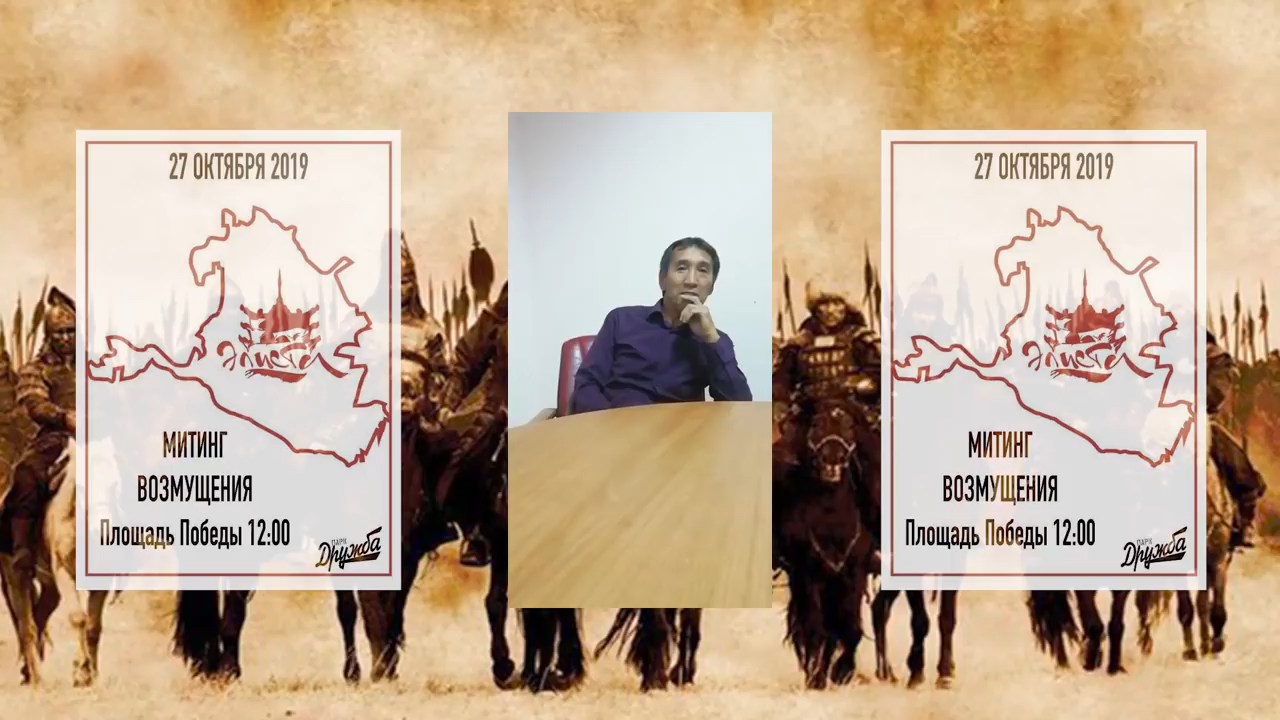 27 ОКТЯБРЯ 2019
Элиста
МИТИНГ
ВОЗМУЩЕНИЯ
Площадь Победы 12:00
ПАРК
Дружба
27 ОКТЯБРЯ 2019
Элиста
МИТИНГ
ВОЗМУЩЕНИЯ
Площадь Победы 12:00
ПАРК
Дружба